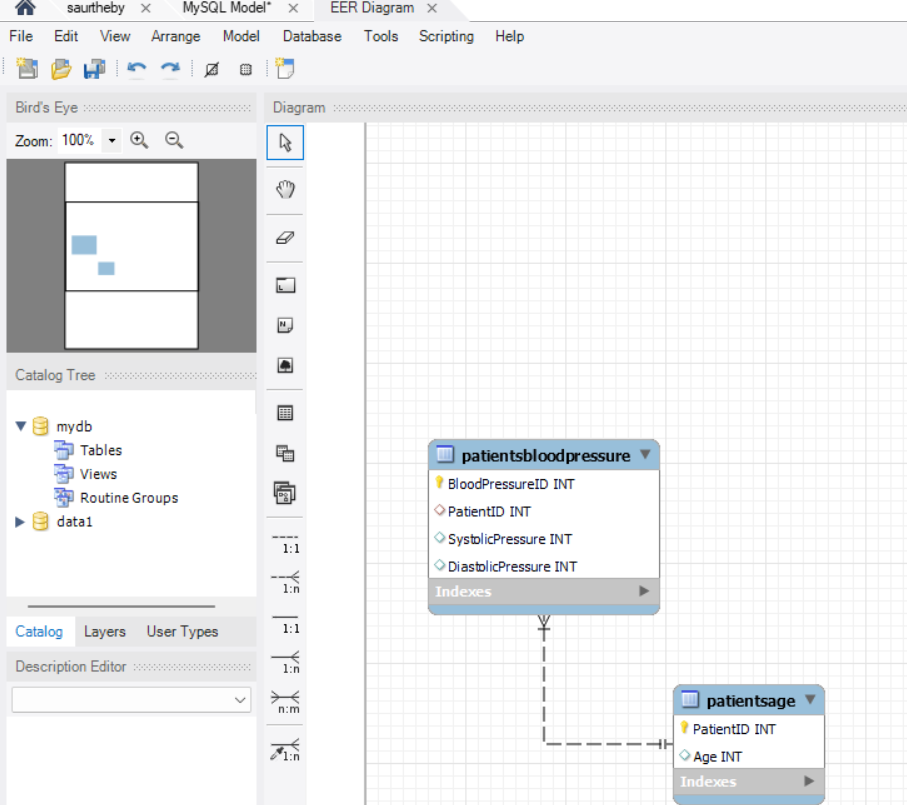 saurtheby × MySQL Model* × EER Diagram ×
File Edit View Arrange Model Database Tools Scripting Help
Bird's Eye
Zoom: 100%
Catalog Tree
mydb
Tables
Views
Routine Groups
data1
Catalog Layers User Types
Description Editor
Diagram
L
N
1:1
1:n
1:1
1:n
n:m
1:n
patientsbloodpressure
BloodPressureID INT
PatientID INT
SystolicPressure INT
DiastolicPressure INT
Indexes
patientsage
PatientID INT
Age INT
Indexes